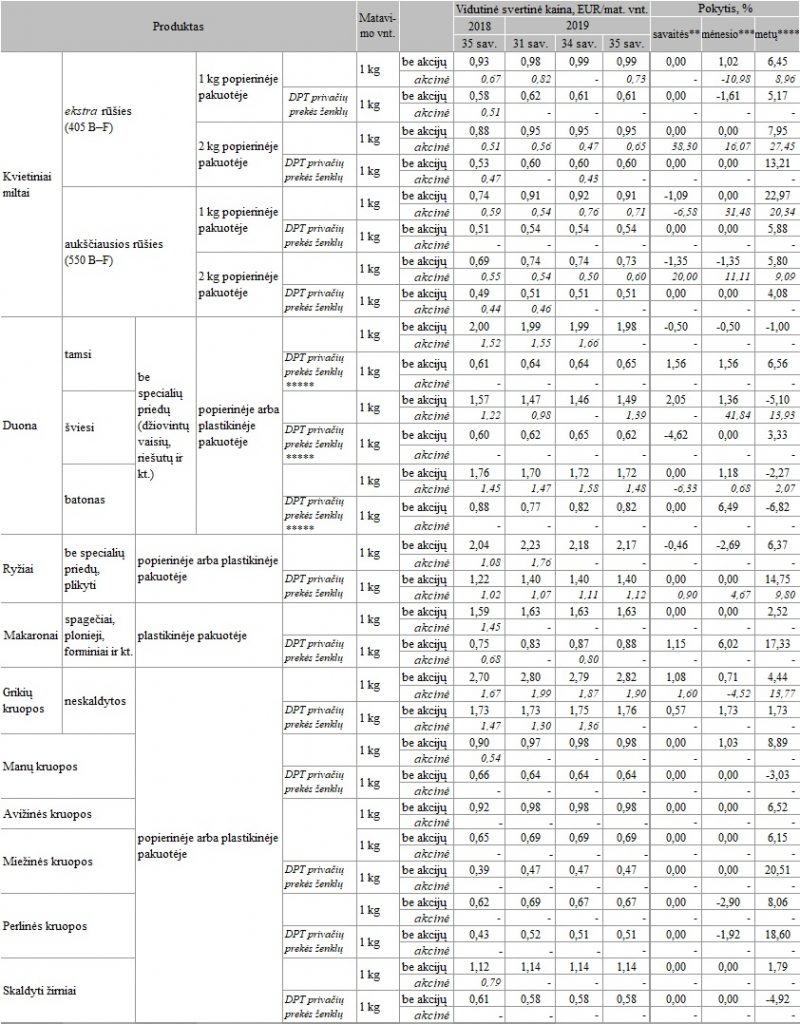 Produktas Matavi- Vidutinė svertinė kaina, EUR/mat. vnt. Pokytis, %
mo vnt. 2018 2019 savaitės** mėnesio*** metų****
35 sav. 31 sav. 34 sav. 35 sav.
Kvietiniai miltai
ekstra rūšies
(405 B–F)
1 kg popierinėje pakuotėje
1 kg be akcijų 0,93 0,98 0,99 0,99 0,00 1,02 6,45
akcinė 0,67 0,82 - 0,73 - -10,98 8,96
DPT privačių prekės ženklų
1 kg be akcijų 0,58 0,62 0,61 0,61 0,00 -1,61 5,17
akcinė 0,51 - - - - - -
2 kg popierinėje pakuotėje
1 kg be akcijų 0,88 0,95 0,95 0,95 0,00 0,00 7,95
akcinė 0,51 0,56 0,47 0,65 38,30 16,07 27,45
DPT privačių prekės ženklų
1 kg be akcijų 0,53 0,60 0,60 0,60 0,00 0,00 13,21
akcinė 0,47 - 0,43 - - - -
aukščiausios rūšies
(550 B–F)
1 kg popierinėje pakuotėje
1 kg be akcijų 0,74 0,91 0,92 0,91 -1,09 0,00 22,97
akcinė 0,59 0,54 0,76 0,71 -6,58 31,48 20,34
DPT privačių prekės ženklų
1 kg be akcijų 0,51 0,54 0,54 0,54 0,00 0,00 5,88
akcinė - - - - - - -
2 kg popierinėje pakuotėje
1 kg be akcijų 0,69 0,74 0,74 0,73 -1,35 -1,35 5,80
akcinė 0,55 0,54 0,50 0,60 20,00 11,11 9,09
DPT privačių prekės ženklų
1 kg be akcijų 0,49 0,51 0,51 0,51 0,00 0,00 4,08
akcinė 0,44 0,46 - - - - -
Duona
be specialių priedų (džiovintų vaisių, riešutų ir kt.)
popierinėje arba plastikinėje pakuotėje
tamsi
1 kg be akcijų 2,00 1,99 1,99 1,98 -0,50 -0,50 -1,00
akcinė 1,52 1,55 1,66 - - - -
DPT privačių prekės ženklų *****
1 kg be akcijų 0,61 0,64 0,64 0,65 1,56 1,56 6,56
akcinė - - - - - - -
šviesi
1 kg be akcijų 1,57 1,47 1,46 1,49 2,05 1,36 -5,10
akcinė 1,22 0,98 - 1,39 - 41,84 13,93
DPT privačių prekės ženklų *****
1 kg be akcijų 0,60 0,62 0,65 0,62 -4,62 0,00 3,33
akcinė - - - - - - -
batonas
1 kg be akcijų 1,76 1,70 1,72 1,72 0,00 1,18 -2,27
akcinė 1,45 1,47 1,58 1,48 -6,33 0,68 2,07
DPT privačių prekės ženklų *****
1 kg be akcijų 0,88 0,77 0,82 0,82 0,00 6,49 -6,82
akcinė - - - - - - -
Ryžiai
be specialių priedų, plikyti
popierinėje arba plastikinėje pakuotėje
1 kg be akcijų 2,04 2,23 2,18 2,17 -0,46 -2,69 6,37
akcinė 1,08 1,76 - - - - -
DPT privačių prekės ženklų
1 kg be akcijų 1,22 1,40 1,40 1,40 0,00 0,00 14,75
akcinė 1,02 1,07 1,11 1,12 0,90 4,67 9,80
Makaronai
spagečiai, plonieji, forminiai ir kt.
plastikinėje pakuotėje
1 kg be akcijų 1,59 1,63 1,63 1,63 0,00 0,00 2,52
akcinė 1,45 - - - - - -
DPT privačių prekės ženklų
1 kg be akcijų 0,75 0,83 0,87 0,88 1,15 6,02 17,33
akcinė 0,68 - 0,80 - - - -
Grikių kruopos
neskaldytos
popierinėje arba plastikinėje pakuotėje
1 kg be akcijų 2,70 2,80 2,79 2,82 1,08 0,71 4,44
akcinė 1,67 1,99 1,87 1,90 1,60 -4,52 13,77
DPT privačių prekės ženklų
1 kg be akcijų 1,73 1,73 1,75 1,76 0,57 1,73 1,73
akcinė 1,47 1,30 1,36 - - - -
Manų kruopos
1 kg be akcijų 0,90 0,97 0,98 0,98 0,00 1,03 8,89
akcinė 0,54 - - - - - -
DPT privačių prekės ženklų
1 kg be akcijų 0,66 0,64 0,64 0,64 0,00 0,00 -3,03
akcinė - - - - - - -
Avižinės kruopos
1 kg be akcijų 0,92 0,98 0,98 0,98 0,00 0,00 6,52
akcinė - - - - - - -
Miežinės kruopos
1 kg be akcijų 0,65 0,69 0,69 0,69 0,00 0,00 6,15
akcinė - - - - - - -
DPT privačių prekės ženklų
1 kg be akcijų 0,39 0,47 0,47 0,47 0,00 0,00 20,51
akcinė - - - - - - -
Perlinės kruopos
1 kg be akcijų 0,62 0,69 0,67 0,67 0,00 -2,90 8,06
akcinė - - - - - - -
DPT privačių prekės ženklų
1 kg be akcijų 0,43 0,52 0,51 0,51 0,00 -1,92 18,60
akcinė - - - - - - -
Skaldyti žirniai
1 kg be akcijų 1,12 1,14 1,14 1,14 0,00 0,00 1,79
akcinė 0,79 - - - - - -
DPT privačių prekės ženklų
1 kg be akcijų 0,61 0,58 0,58 0,58 0,00 0,00 -4,92
akcinė - - - - - - -